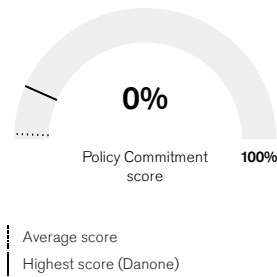 0%
Policy Commitment
score
100%
Average score
Highest score (Danone)